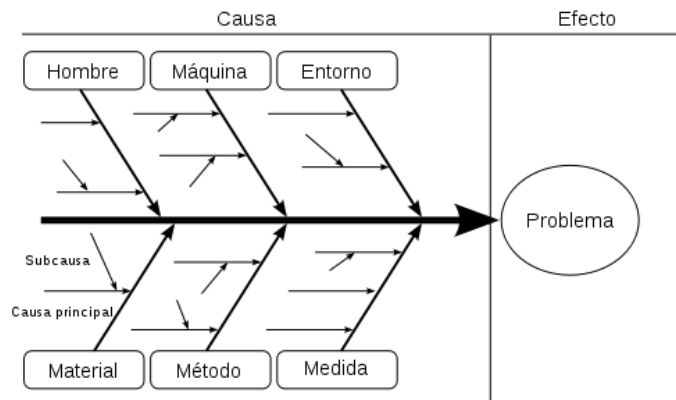 Causa
Efecto
Hombre
Máquina
Entorno
Problema
Subcausa
Causa principal
Material
Método
Medida